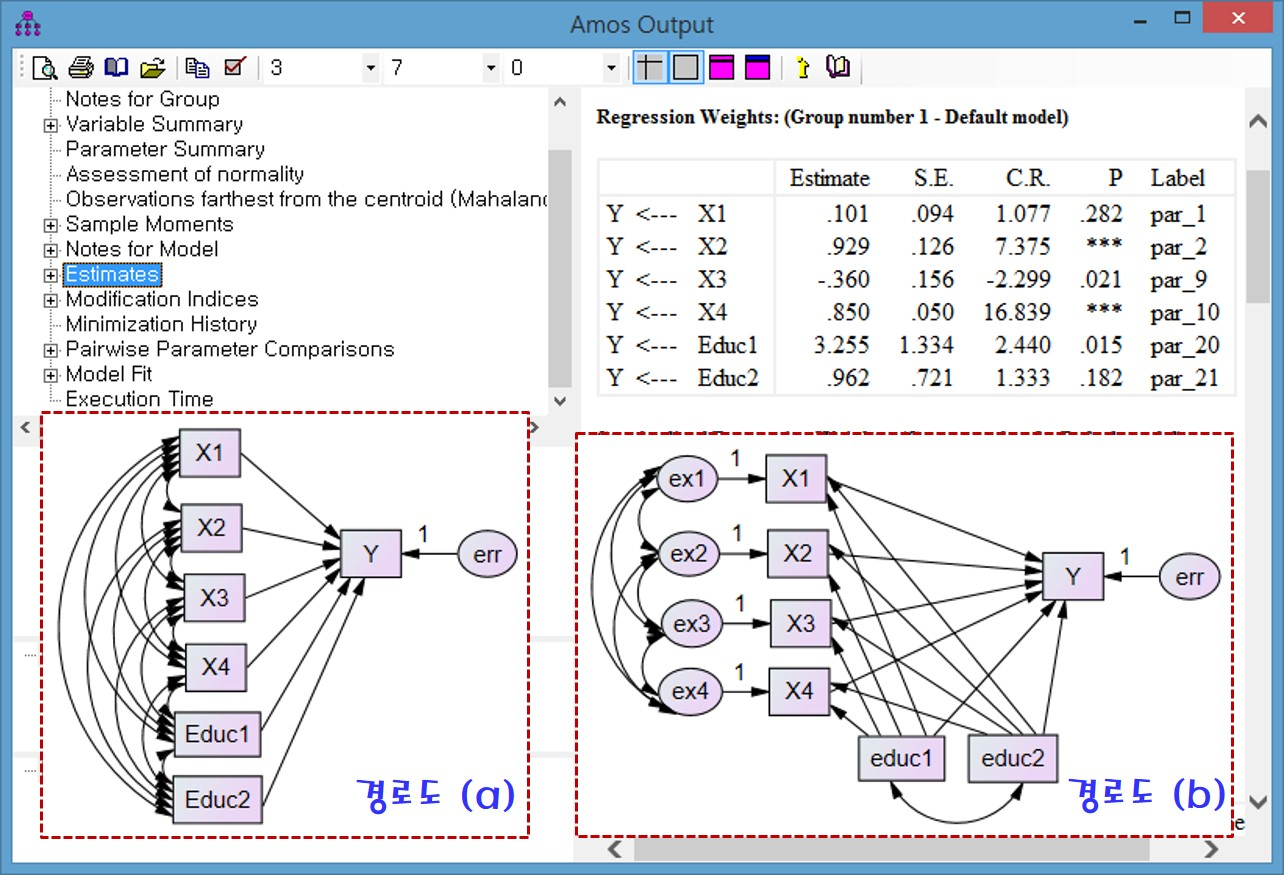 Amos Output
3 7 0
Notes for Group
Variable Summary
Parameter Summary
Assessment of normality
Observations farthest from the centroid (Mahalano
Sample Moments
Notes for Model
Estimates
Modification Indices
Minimization History
Pairwise Parameter Comparisons
Model Fit
Execution Time
Regression Weights: (Group number 1 - Default model)
Estimate S.E. C.R. P Label
Y <--- X1 .101 .094 1.077 .282 par_1
Y <--- X2 .929 .126 7.375 *** par_2
Y <--- X3 -.360 .156 -2.299 .021 par_9
Y <--- X4 .850 .050 16.839 *** par_10
Y <--- Educ1 3.255 1.334 2.440 .015 par_20
Y <--- Educ2 .962 .721 1.333 .182 par_21
X1
X2
X3
X4
Educ1
Educ2
Y
1
err
경로도 (a)
ex1 1 X1
ex2 1 X2
ex3 1 X3
ex4 1 X4
Y
1
err
educ1 educ2
경로도 (b)
e